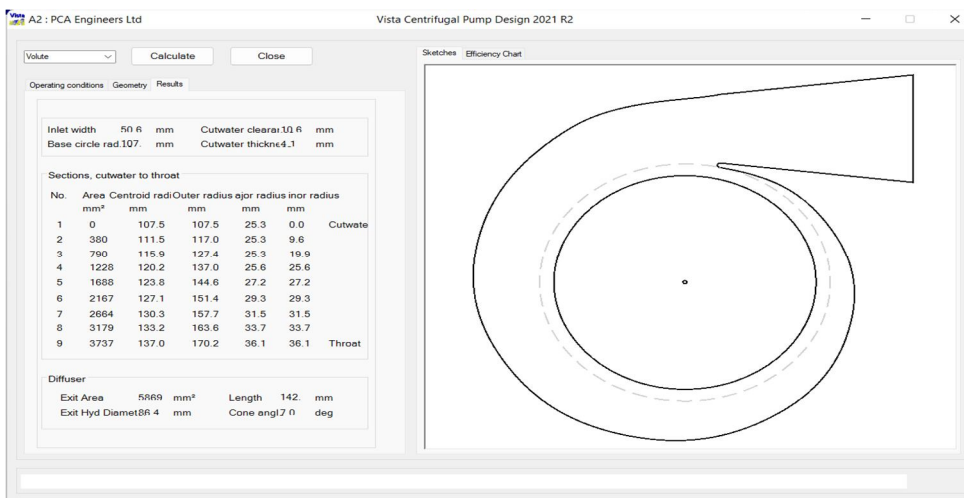 Vista
A2 : PCA Engineers Ltd
Vista Centrifugal Pump Design 2021 R2
Volute
Calculate
Close
Sketches Efficiency Chart
Operating conditions Geometry Results
Inlet width 50.6 mm Cutwater clearar 10.6 mm
Base circle rad. 107. mm Cutwater thickne 4.1 mm
Sections, cutwater to throat
No. Area Centroid radi Outer radius ajor radius inor radius
mm² mm mm mm mm
1 0 107.5 107.5 25.3 0.0 Cutwate
2 380 111.5 117.0 25.3 9.6
3 790 115.9 127.4 25.3 19.9
4 1228 120.2 137.0 25.6 25.6
5 1688 123.8 144.6 27.2 27.2
6 2167 127.1 151.4 29.3 29.3
7 2664 130.3 157.7 31.5 31.5
8 3179 133.2 163.6 33.7 33.7
9 3737 137.0 170.2 36.1 36.1 Throat
Diffuser
Exit Area 5869 mm² Length 142. mm
Exit Hyd Diamet 86.4 mm Cone angl 7.0 deg